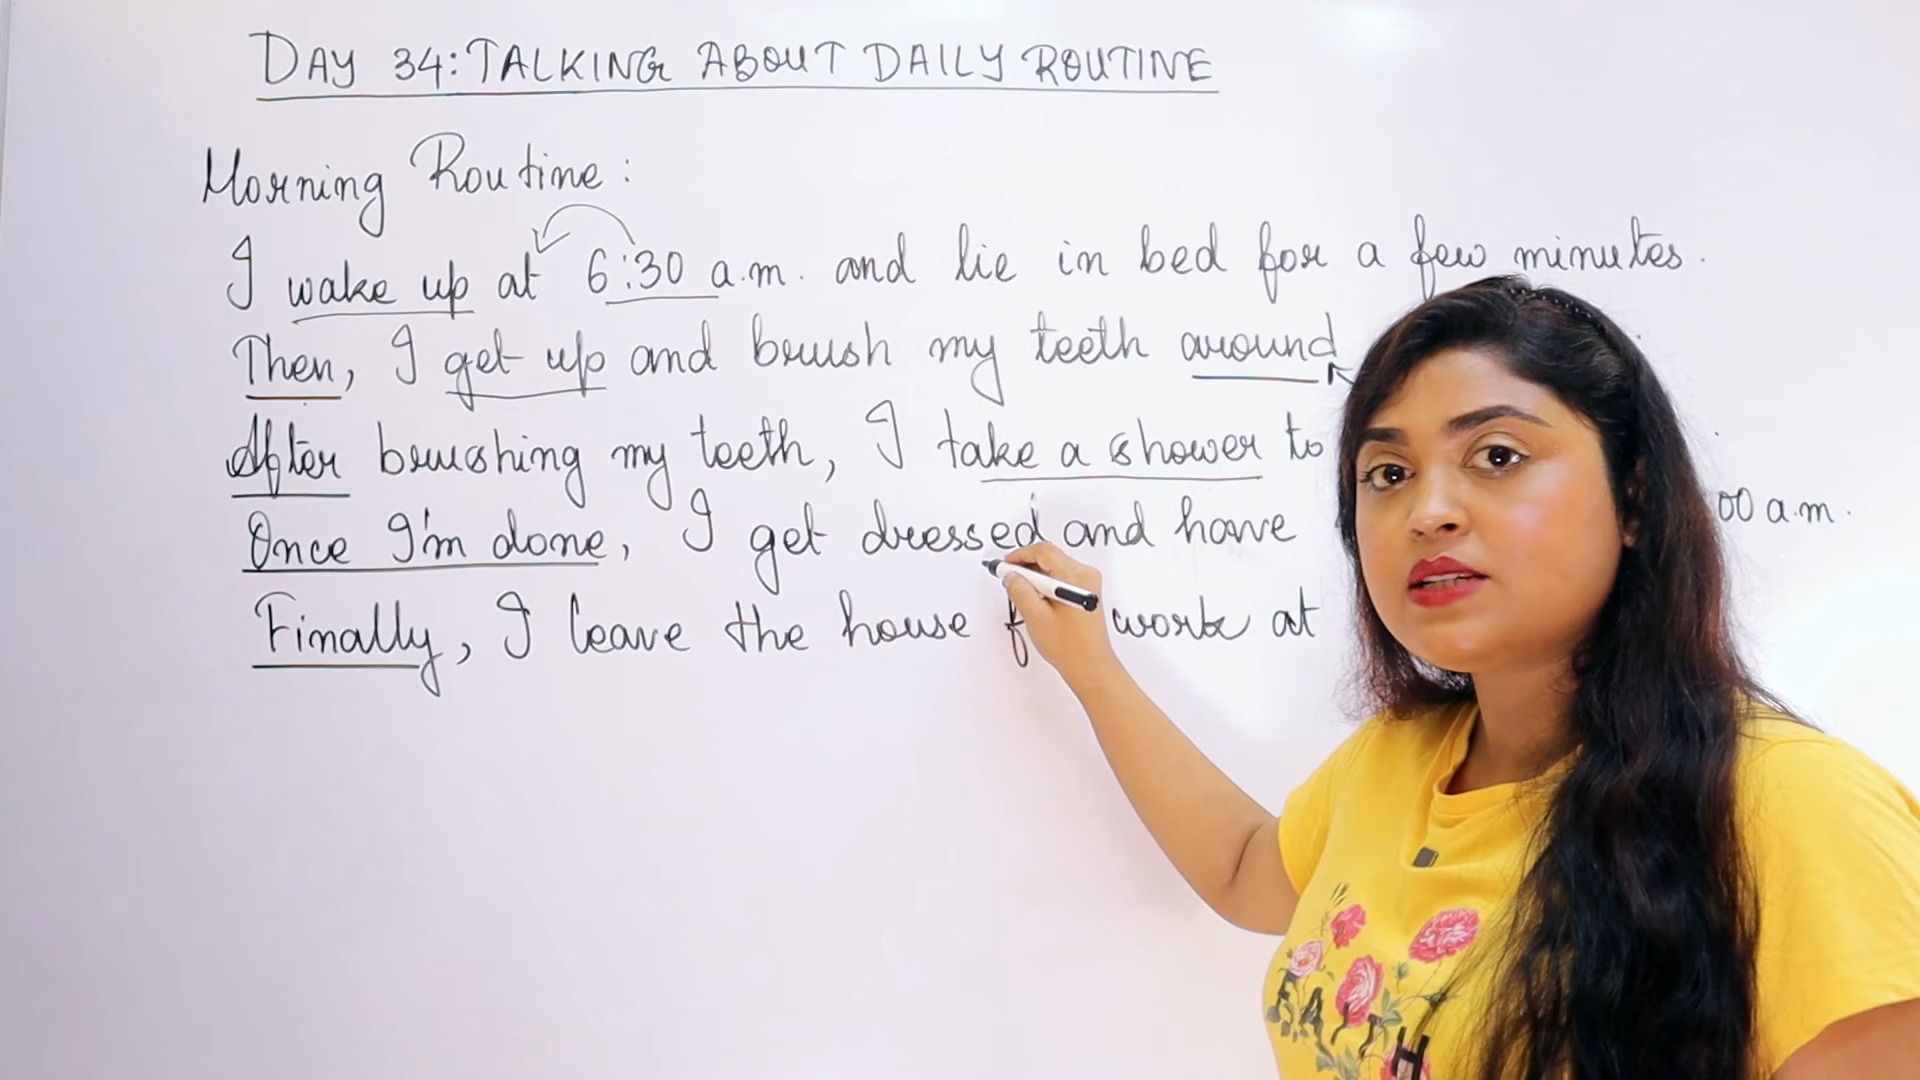 DAY 34: TALKING ABOUT DAILY ROUTINE
Morning Routine:
I wake up at 6:30 a.m. and lie in bed for a few minutes.
Then, I get up and brush my teeth around
After brushing my teeth, I take a shower to
Once I'm done, I get dressed and have 00 a.m.
Finally, I leave the house work at
FAITH